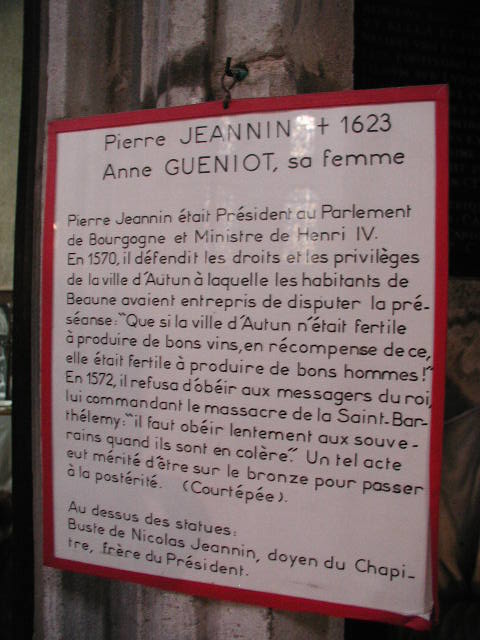 Pierre JEANNIN + 1623
Anne GUENIOT, sa femme
Pierre Jeannin était Président au Parlement
de Bourgogne et Ministre de Henri IV.
En 1570, il défendit les droits et les privilèges
de la ville d'Autun à laquelle les habitants de
Beaune avaient entrepris de disputer la pré-
séanse: "Que si la ville d'Autun n'était fertile
à produire de bons vins, en récompense de ce,
elle était fertile à produire de bons hommes!"
En 1572, il refusa d'obéir aux messagers du roi,
lui commandant le massacre de la Saint-Bar-
thélemy: "il faut obéir lentement aux souve-
rains quand ils sont en colère." Un tel acte
eut mérité d'être sur le bronze pour passer
à la postérité. (Courtépée).
Au dessus des statues:
Buste de Nicolas Jeannin, doyen du Chapi-
tre, frère du Président.